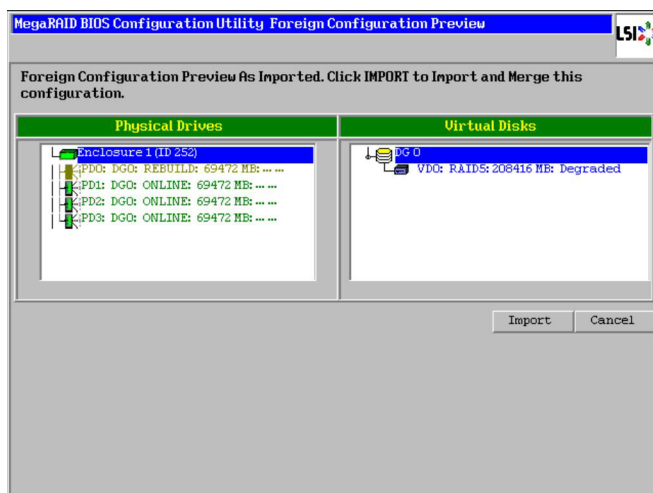 MegaRAID BIOS Configuration Utility Foreign Configuration Preview
LSI
Foreign Configuration Preview As Imported. Click IMPORT to Import and Merge this
configuration.
Physical Drives
Enclosure 1 (ID 252)
PD0: DG0: REBUILD: 69472 MB: ... ...
PD1: DG0: ONLINE: 69472 MB: ... ...
PD2: DG0: ONLINE: 69472 MB: ... ...
PD3: DG0: ONLINE: 69472 MB: ... ...
Virtual Disks
DG 0
VD0: RAID5: 208416 MB: Degraded
Import
Cancel